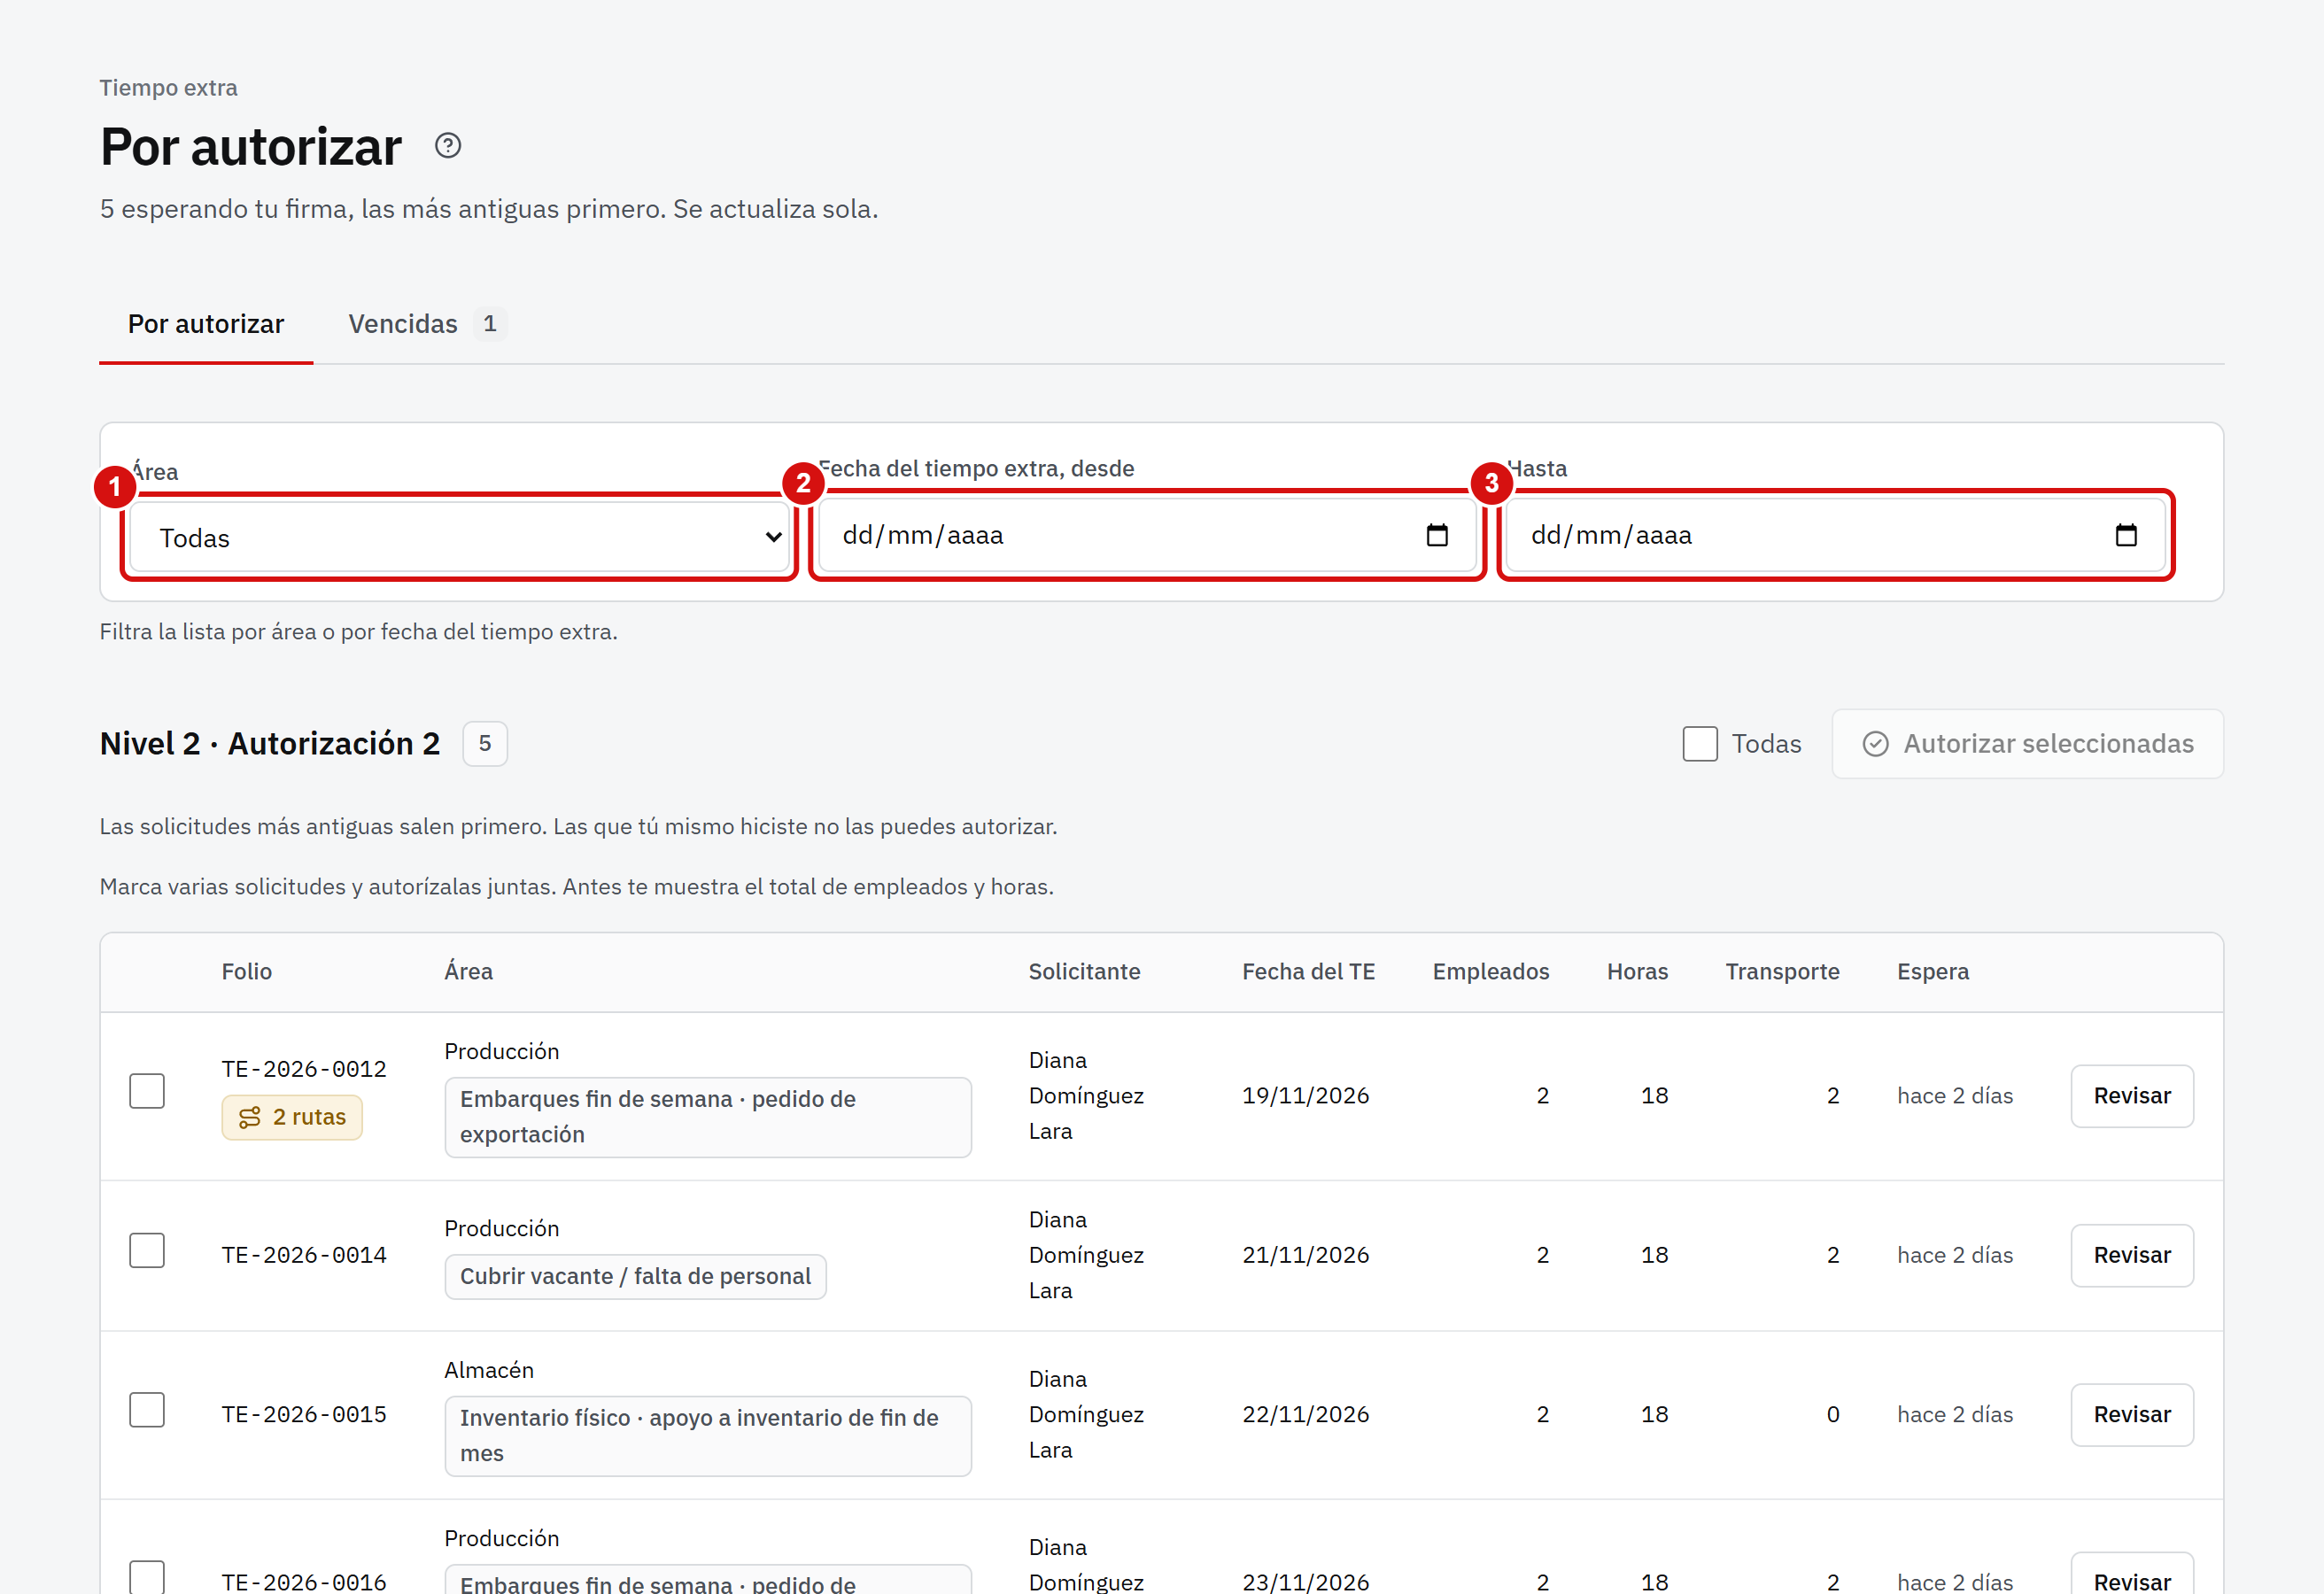 Tiempo extra
Por autorizar ?
5 esperando tu firma, las más antiguas primero. Se actualiza sola.
Por autorizar Vencidas 1
Área Fecha del tiempo extra, desde Hasta
1 2 3
Todas dd/mm/aaaa dd/mm/aaaa
Filtra la lista por área o por fecha del tiempo extra.
Nivel 2 · Autorización 2 5 Todas Autorizar seleccionadas
Las solicitudes más antiguas salen primero. Las que tú mismo hiciste no las puedes autorizar.
Marca varias solicitudes y autorízalas juntas. Antes te muestra el total de empleados y horas.
Folio Área Solicitante Fecha del TE Empleados Horas Transporte Espera
TE-2026-0012
2 rutas
Producción
Embarques fin de semana · pedido de
exportación
Diana
Domínguez
Lara
19/11/2026 2 18 2 hace 2 días Revisar
TE-2026-0014
Producción
Cubrir vacante / falta de personal
Diana
Domínguez
Lara
21/11/2026 2 18 2 hace 2 días Revisar
TE-2026-0015
Almacén
Inventario físico · apoyo a inventario de fin de
mes
Diana
Domínguez
Lara
22/11/2026 2 18 0 hace 2 días Revisar
TE-2026-0016
Producción
Embarques fin de semana · pedido de
Diana
Domínguez
23/11/2026 2 18 2 hace 2 días Revisar